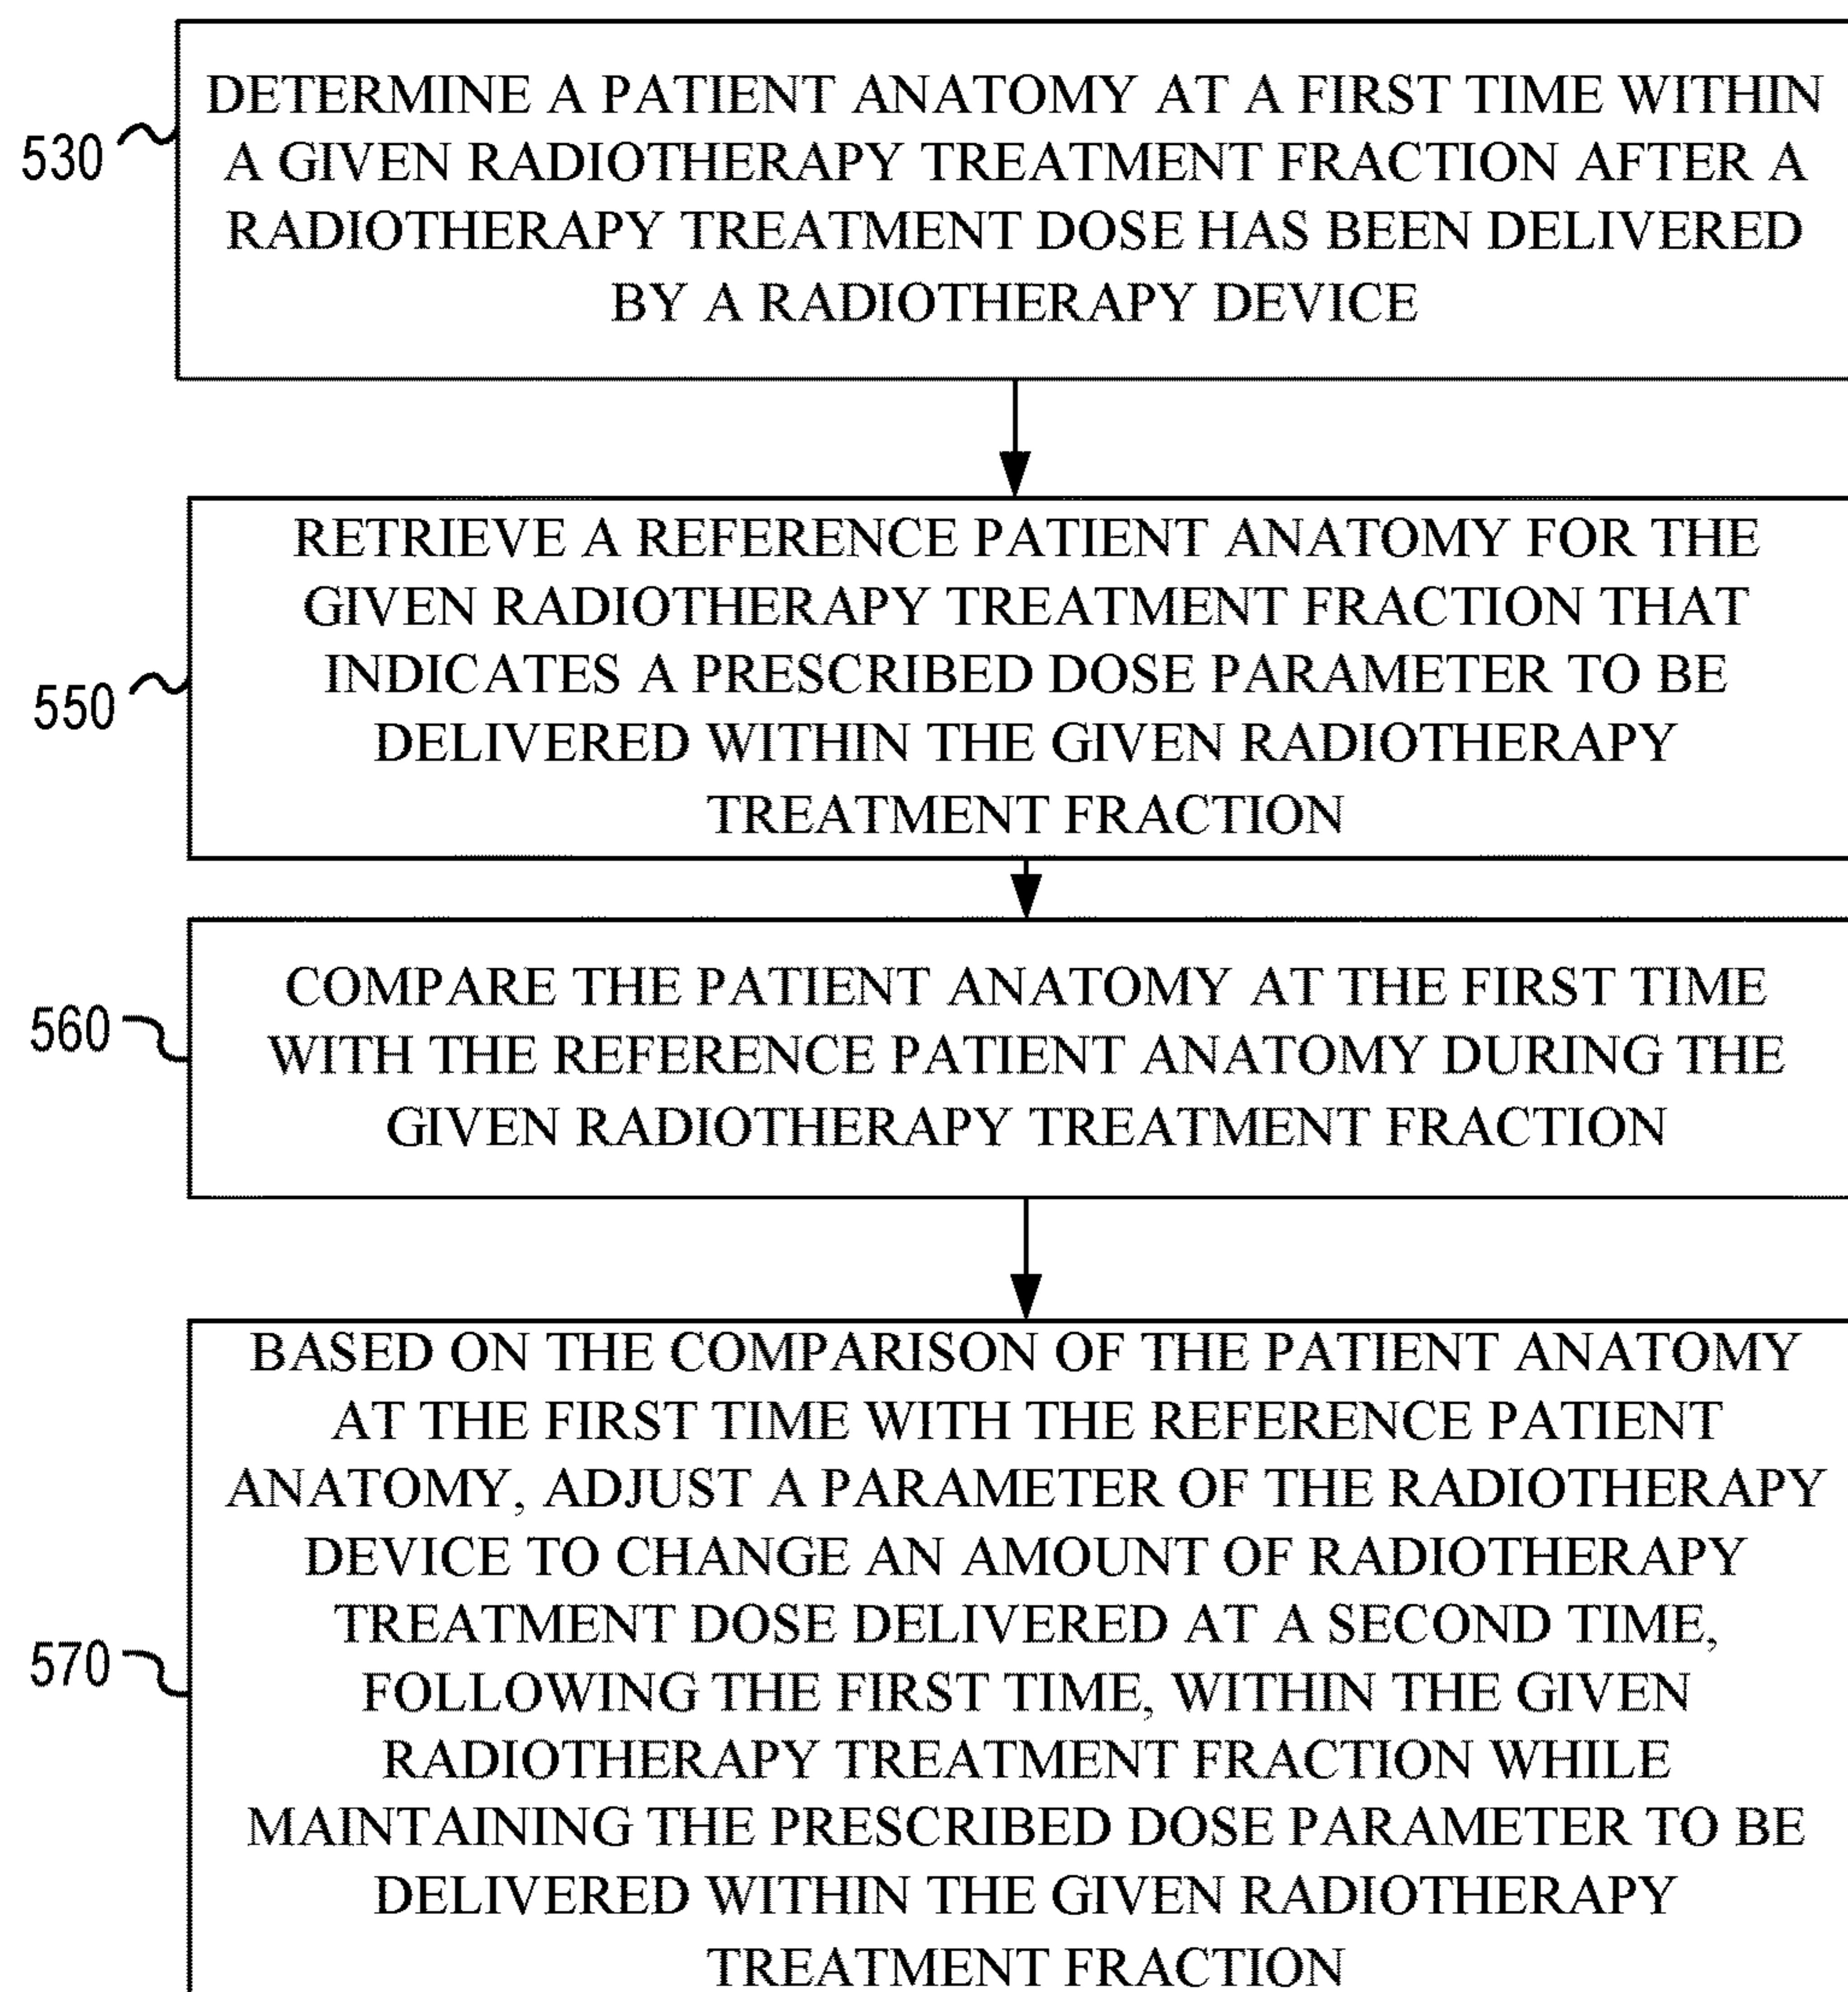 DETERMINE A PATIENT ANATOMY AT A FIRST TIME WITHIN
A GIVEN RADIOTHERAPY TREATMENT FRACTION AFTER A
RADIOTHERAPY TREATMENT DOSE HAS BEEN DELIVERED
BY A RADIOTHERAPY DEVICE
530
RETRIEVE A REFERENCE PATIENT ANATOMY FOR THE
GIVEN RADIOTHERAPY TREATMENT FRACTION THAT
INDICATES A PRESCRIBED DOSE PARAMETER TO BE
DELIVERED WITHIN THE GIVEN RADIOTHERAPY
TREATMENT FRACTION
550
COMPARE THE PATIENT ANATOMY AT THE FIRST TIME
WITH THE REFERENCE PATIENT ANATOMY DURING THE
GIVEN RADIOTHERAPY TREATMENT FRACTION
560
BASED ON THE COMPARISON OF THE PATIENT ANATOMY
AT THE FIRST TIME WITH THE REFERENCE PATIENT
ANATOMY, ADJUST A PARAMETER OF THE RADIOTHERAPY
DEVICE TO CHANGE AN AMOUNT OF RADIOTHERAPY
TREATMENT DOSE DELIVERED AT A SECOND TIME,
FOLLOWING THE FIRST TIME, WITHIN THE GIVEN
RADIOTHERAPY TREATMENT FRACTION WHILE
MAINTAINING THE PRESCRIBED DOSE PARAMETER TO BE
DELIVERED WITHIN THE GIVEN RADIOTHERAPY
TREATMENT FRACTION
570